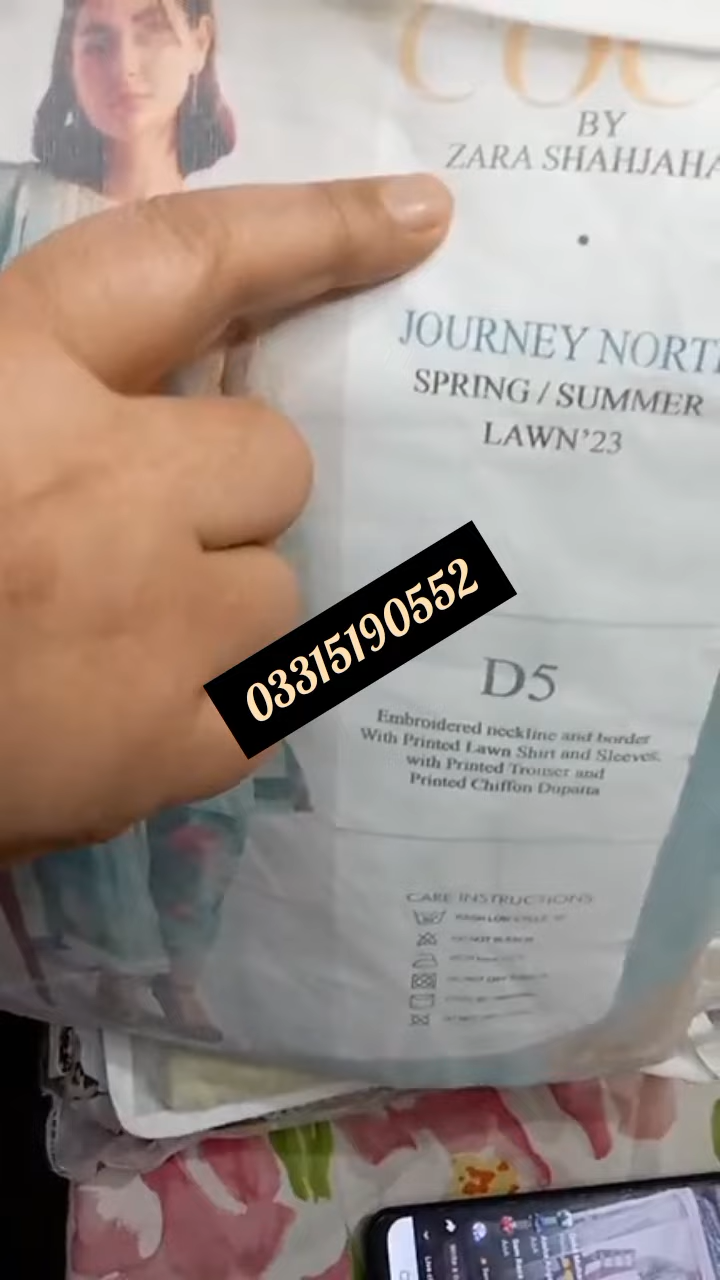 COC
BY
ZARA SHAHJAHA
JOURNEY NORT
SPRING / SUMMER
LAWN'23
03315190552
D5
Embroidered neckline and border
With Printed Lawn Shirt and Sleeves,
with Printed Trouser and
Printed Chiffon Dupatta
CARE INSTRUCTIONS